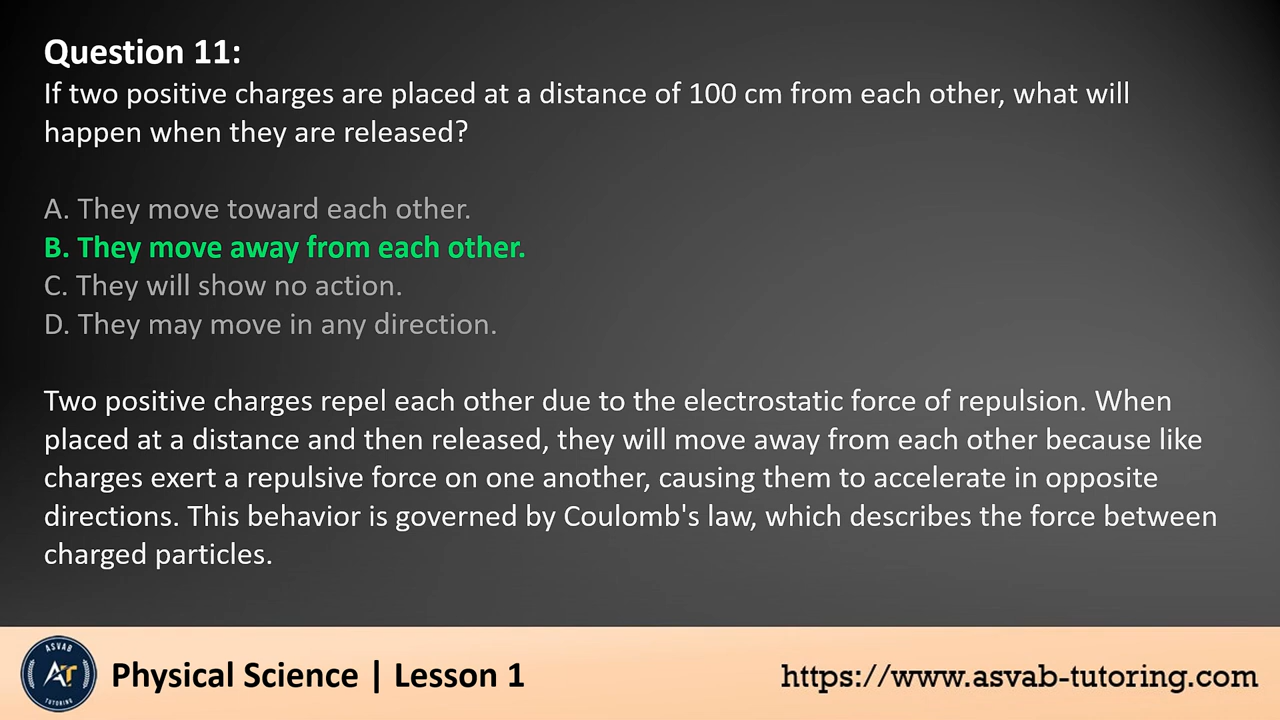 Question 11:
If two positive charges are placed at a distance of 100 cm from each other, what will
happen when they are released?
A. They move toward each other.
B. They move away from each other.
C. They will show no action.
D. They may move in any direction.
Two positive charges repel each other due to the electrostatic force of repulsion. When
placed at a distance and then released, they will move away from each other because like
charges exert a repulsive force on one another, causing them to accelerate in opposite
directions. This behavior is governed by Coulomb's law, which describes the force between
charged particles.
ASVAB
AT
TUTORING
Physical Science | Lesson 1
https://www.asvab-tutoring.com